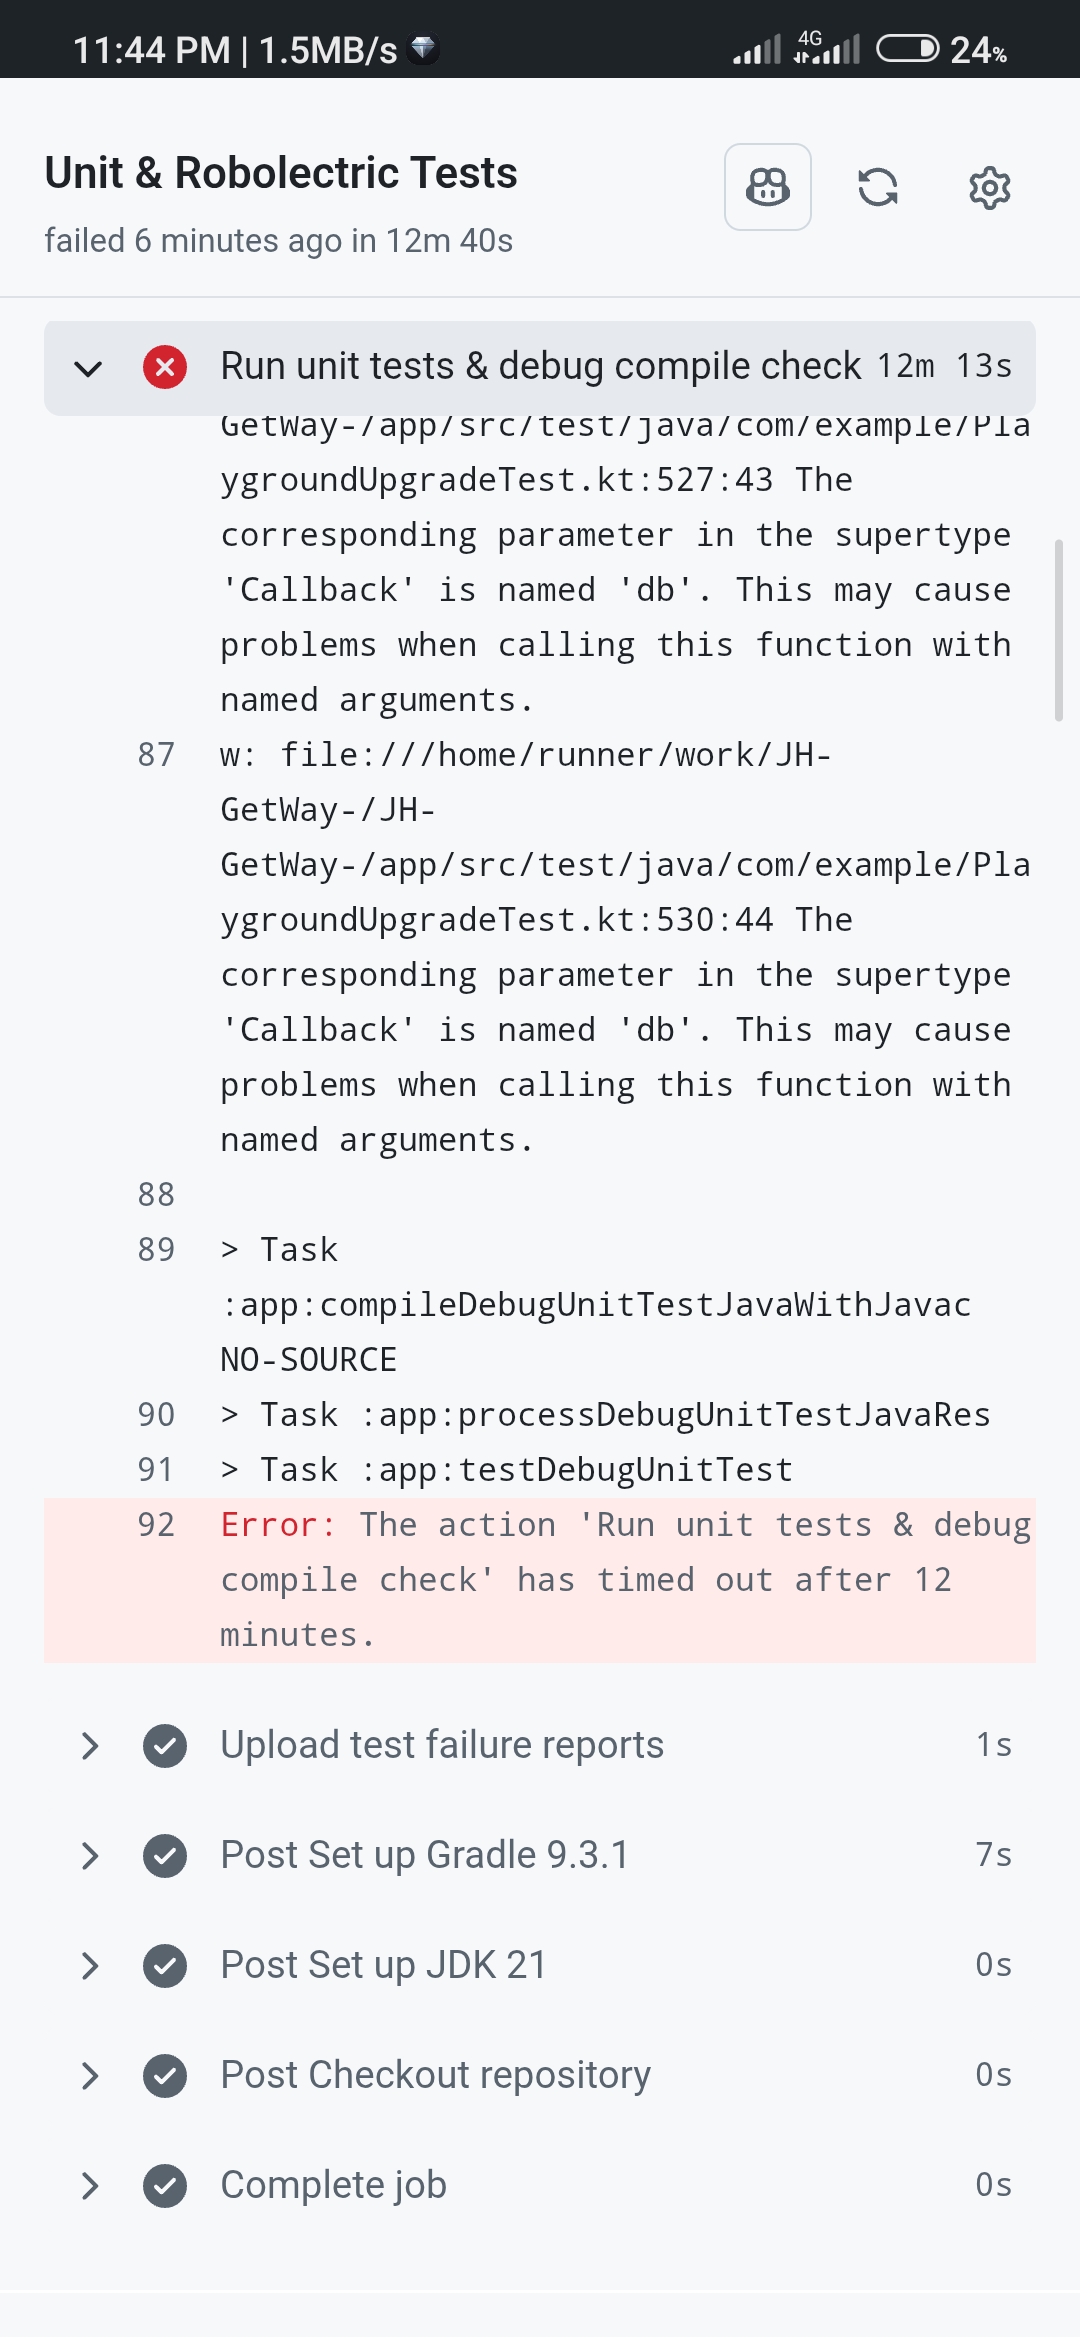 11:44 PM | 1.5MB/s
4G
24%
Unit & Robolectric Tests
failed 6 minutes ago in 12m 40s
Run unit tests & debug compile check 12m 13s
GetWay-/app/src/test/java/com/example/Pla
ygroundUpgradeTest.kt:527:43 The
corresponding parameter in the supertype
'Callback' is named 'db'. This may cause
problems when calling this function with
named arguments.
87 w: file:///home/runner/work/JH-
GetWay-/JH-
GetWay-/app/src/test/java/com/example/Pla
ygroundUpgradeTest.kt:530:44 The
corresponding parameter in the supertype
'Callback' is named 'db'. This may cause
problems when calling this function with
named arguments.
88
89 > Task
:app:compileDebugUnitTestJavaWithJavac
NO-SOURCE
90 > Task :app:processDebugUnitTestJavaRes
91 > Task :app:testDebugUnitTest
92 Error: The action 'Run unit tests & debug
compile check' has timed out after 12
minutes.
Upload test failure reports 1s
Post Set up Gradle 9.3.1 7s
Post Set up JDK 21 0s
Post Checkout repository 0s
Complete job 0s